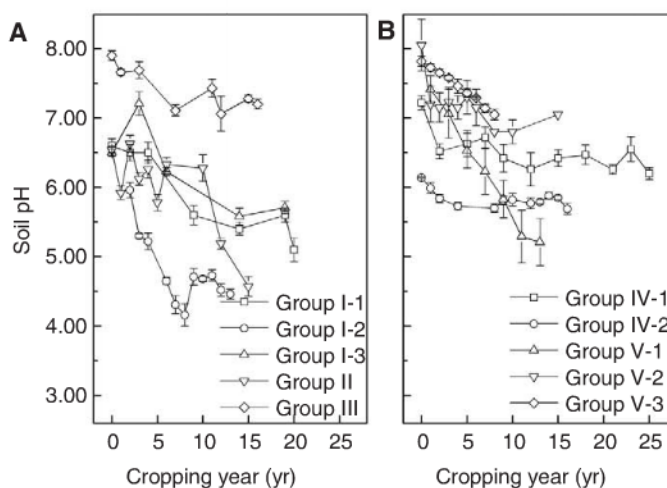 A
B
Soil pH
8.00
7.00
6.00
5.00
4.00
3.00
Group I-1
Group I-2
Group I-3
Group II
Group III
0 5 10 15 20 25
Cropping year (yr)
Group IV-1
Group IV-2
Group V-1
Group V-2
Group V-3
0 5 10 15 20 25
Cropping year (yr)